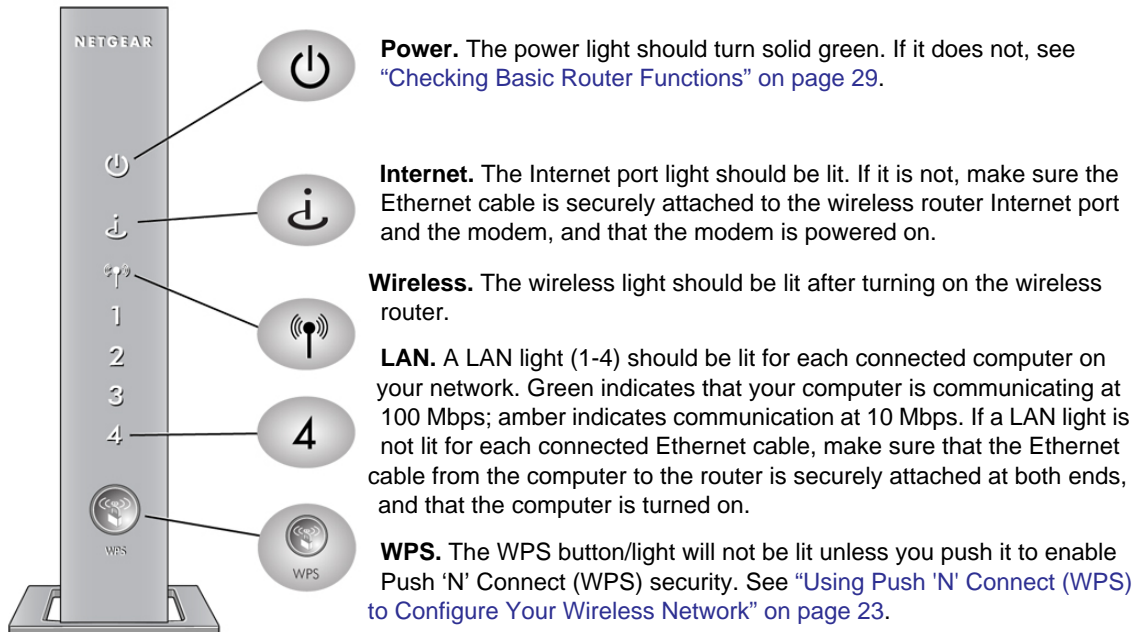 NETGEAR
1
2
3
4
WPS
4
WPS
Power. The power light should turn solid green. If it does not, see
“Checking Basic Router Functions” on page 29.
Internet. The Internet port light should be lit. If it is not, make sure the
Ethernet cable is securely attached to the wireless router Internet port
and the modem, and that the modem is powered on.
Wireless. The wireless light should be lit after turning on the wireless
router.
LAN. A LAN light (1-4) should be lit for each connected computer on
your network. Green indicates that your computer is communicating at
100 Mbps; amber indicates communication at 10 Mbps. If a LAN light is
not lit for each connected Ethernet cable, make sure that the Ethernet
cable from the computer to the router is securely attached at both ends,
and that the computer is turned on.
WPS. The WPS button/light will not be lit unless you push it to enable
Push ‘N’ Connect (WPS) security. See “Using Push 'N' Connect (WPS)
to Configure Your Wireless Network” on page 23.